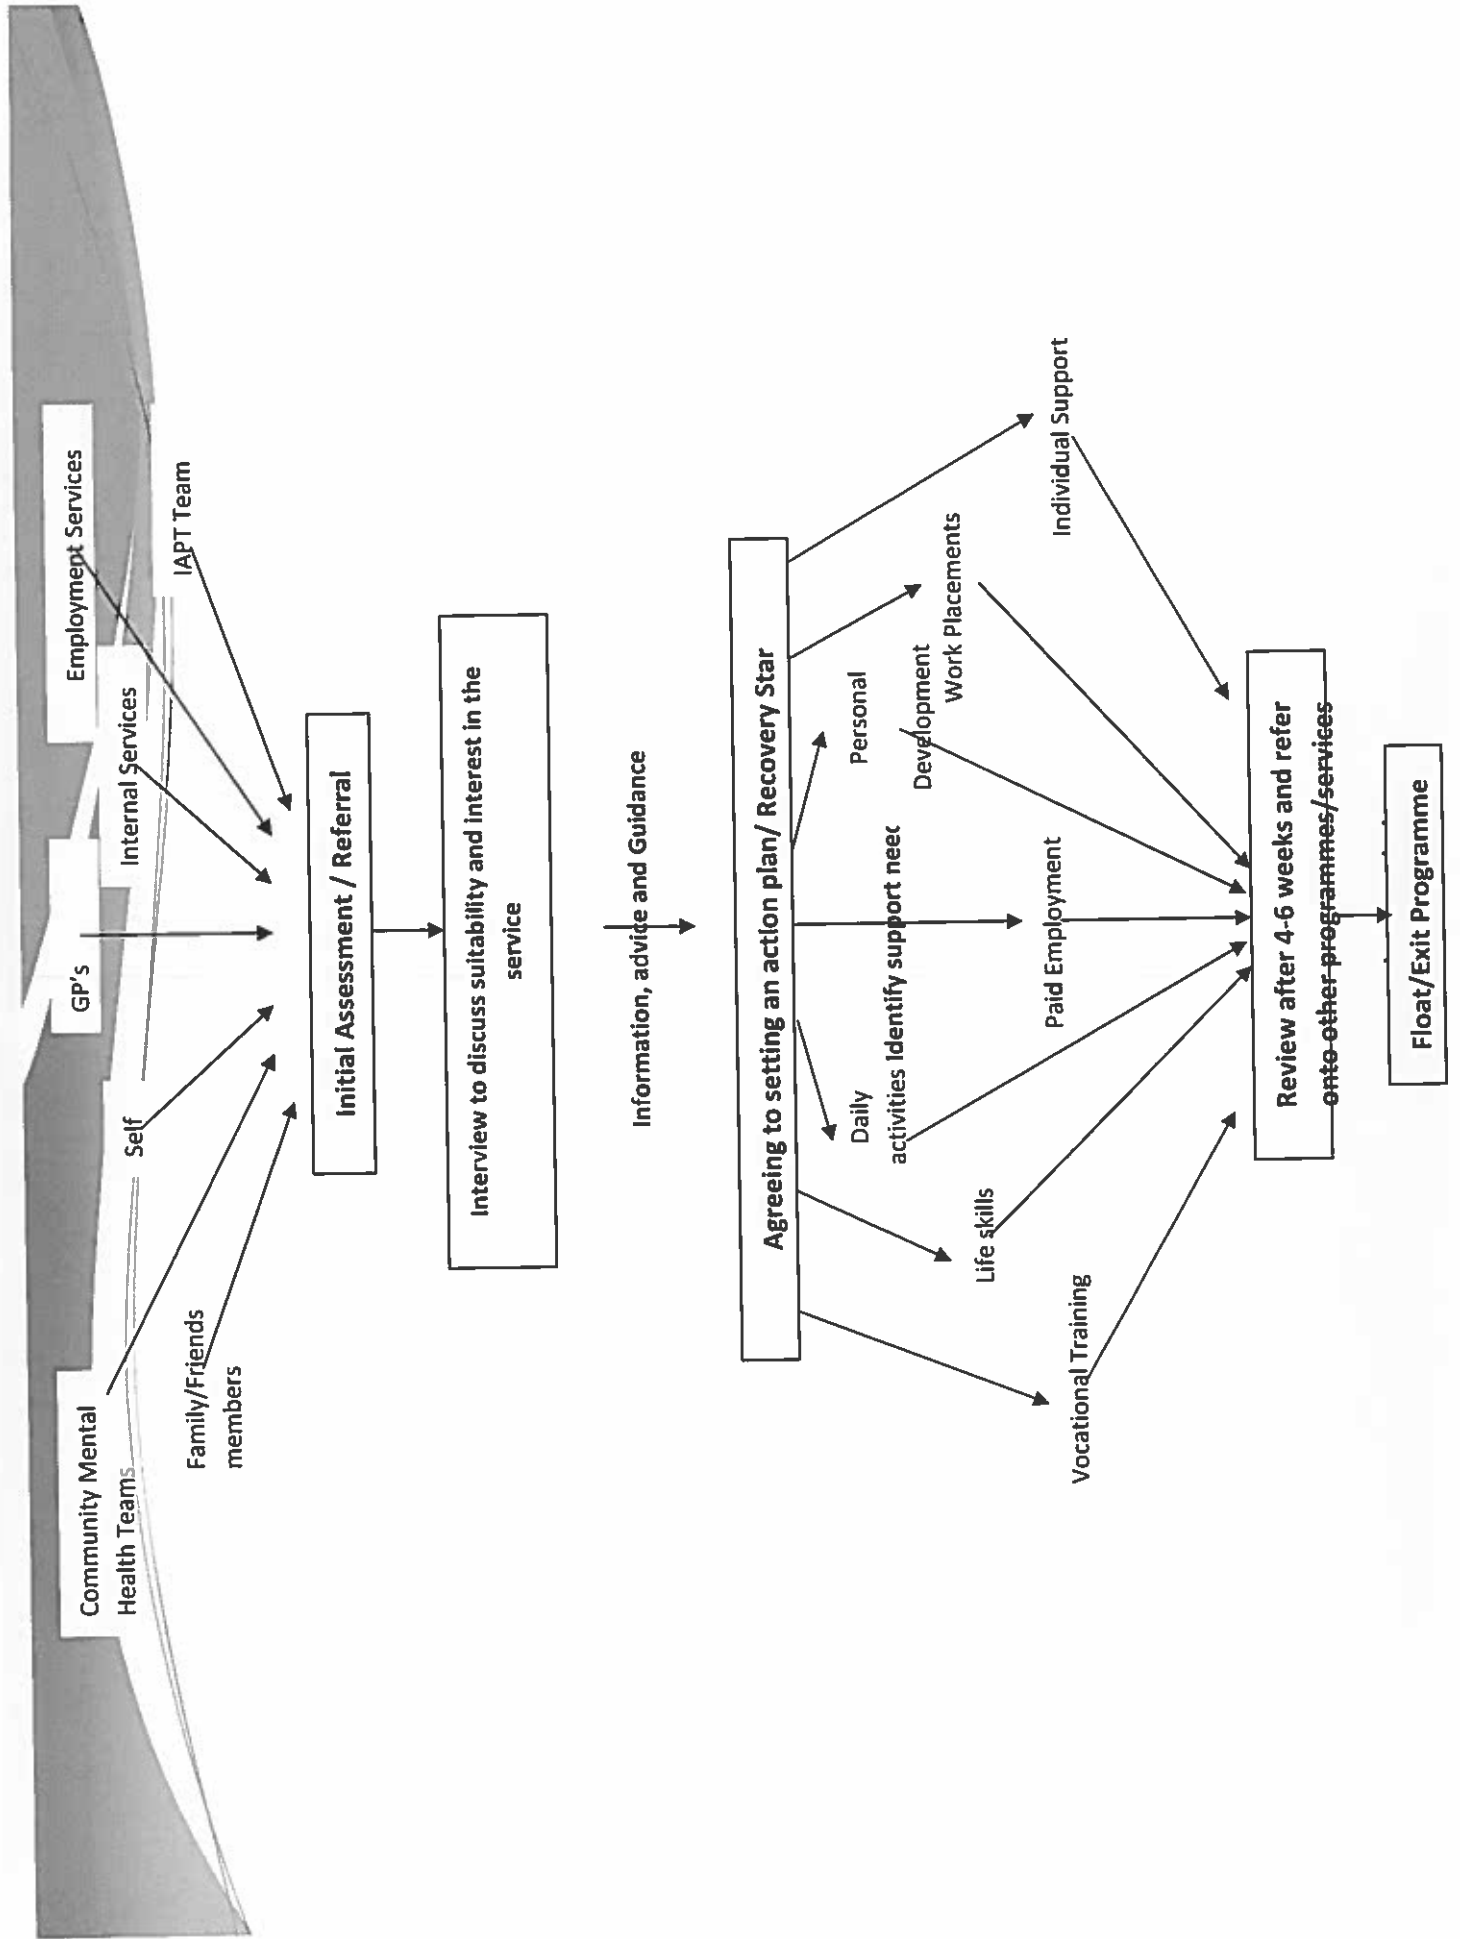 Community Mental
Health Teams
Family/Friends
members
Self
GP's
Internal Services
Employment Services
IAPT Team
Initial Assessment / Referral
Interview to discuss suitability and interest in the
service
Information, advice and Guidance
Agreeing to setting an action plan/ Recovery Star
Vocational Training
Life skills
Daily
activities Identify support neec
Paid Employment
Personal
Development
Work Placements
Individual Support
Review after 4-6 weeks and refer
onto other programmes/services
Float/Exit Programme